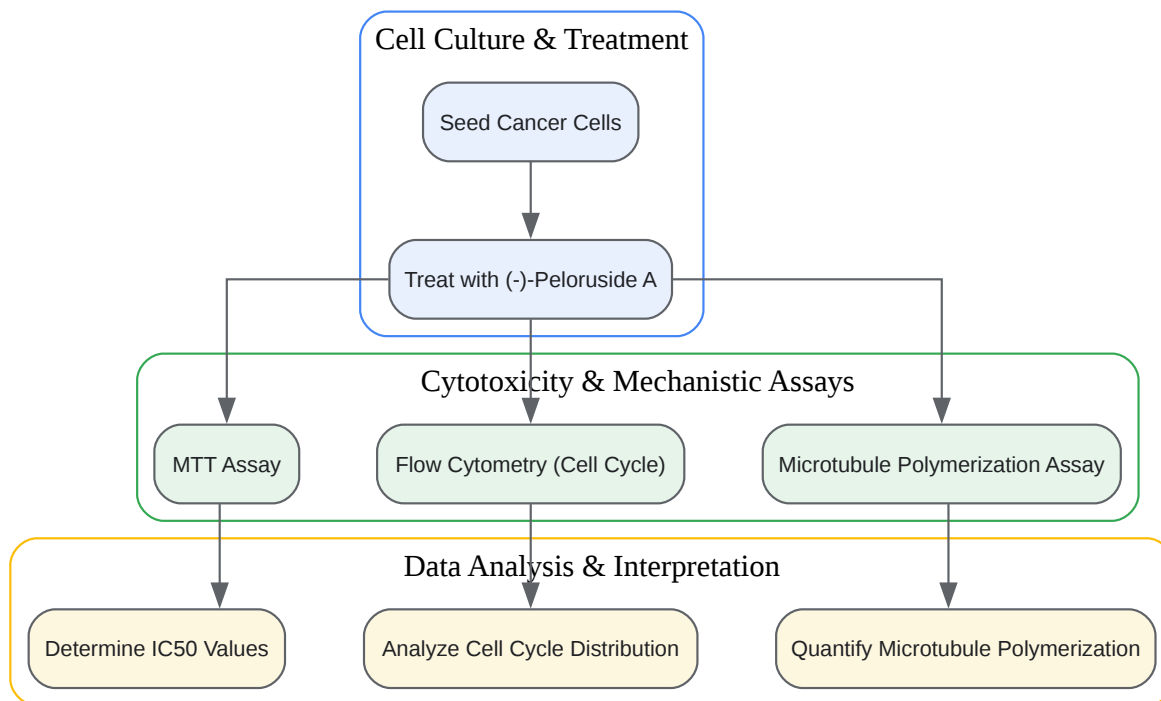 Cell Culture & Treatment
Seed Cancer Cells
Treat with (-)-Peloruside A
Cytotoxicity & Mechanistic Assays
MTT Assay
Flow Cytometry (Cell Cycle)
Microtubule Polymerization Assay
Data Analysis & Interpretation
Determine IC50 Values
Analyze Cell Cycle Distribution
Quantify Microtubule Polymerization